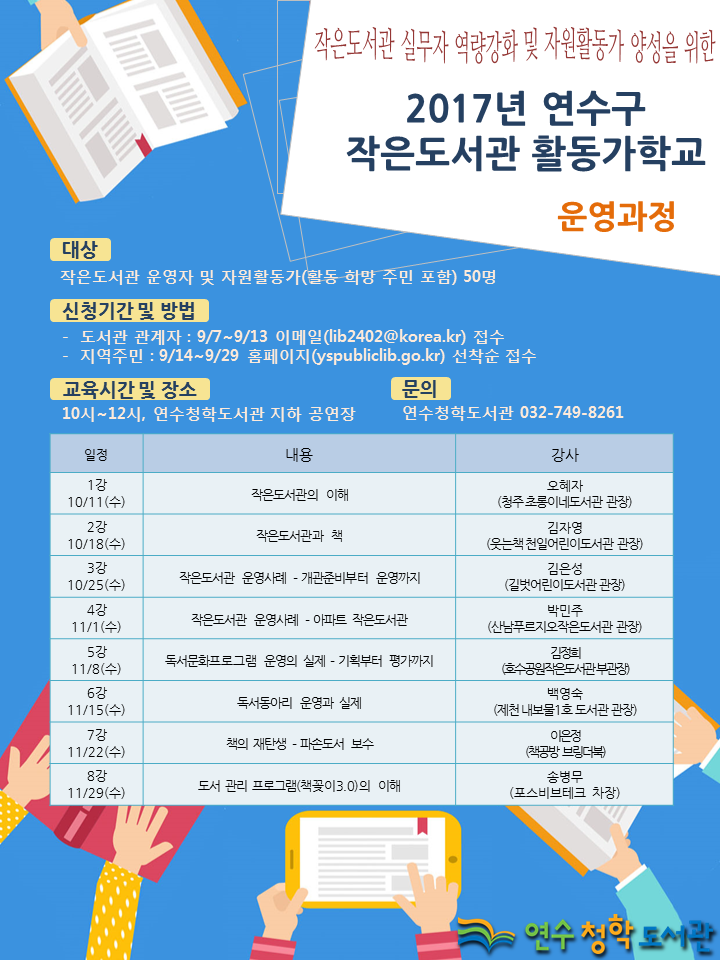 작은도서관 실무자 역량강화 및 자원활동가 양성을 위한
2017년 연수구
작은도서관 활동가학교
운영과정
대상
작은도서관 운영자 및 자원활동가(활동 희망 주민 포함) 50명
신청기간 및 방법
- 도서관 관계자 : 9/7~9/13 이메일(lib2402@korea.kr) 접수
- 지역주민 : 9/14~9/29 홈페이지(yspubliclib.go.kr) 선착순 접수
교육시간 및 장소
10시~12시, 연수청학도서관 지하 공연장
문의
연수청학도서관 032-749-8261
일정 내용 강사
1강
10/11(수)
작은도서관의 이해
오혜자
(청주 초롱이네도서관 관장)
2강
10/18(수)
작은도서관과 책
김자영
(웃는책 천일어린이도서관 관장)
3강
10/25(수)
작은도서관 운영사례 - 개관준비부터 운영까지
김은성
(길벗어린이도서관 관장)
4강
11/1(수)
작은도서관 운영사례 - 아파트 작은도서관
박민주
(산남푸르지오작은도서관 관장)
5강
11/8(수)
독서문화프로그램 운영의 실제 - 기획부터 평가까지
김정희
(호수공원작은도서관 부관장)
6강
11/15(수)
독서동아리 운영과 실제
백영숙
(제천 내보물1호 도서관 관장)
7강
11/22(수)
책의 재탄생 - 파손도서 보수
이은정
(책공방 브링더북)
8강
11/29(수)
도서 관리 프로그램(책꽂이3.0)의 이해
송병무
(포스비브테크 차장)
연수 청학 도서관